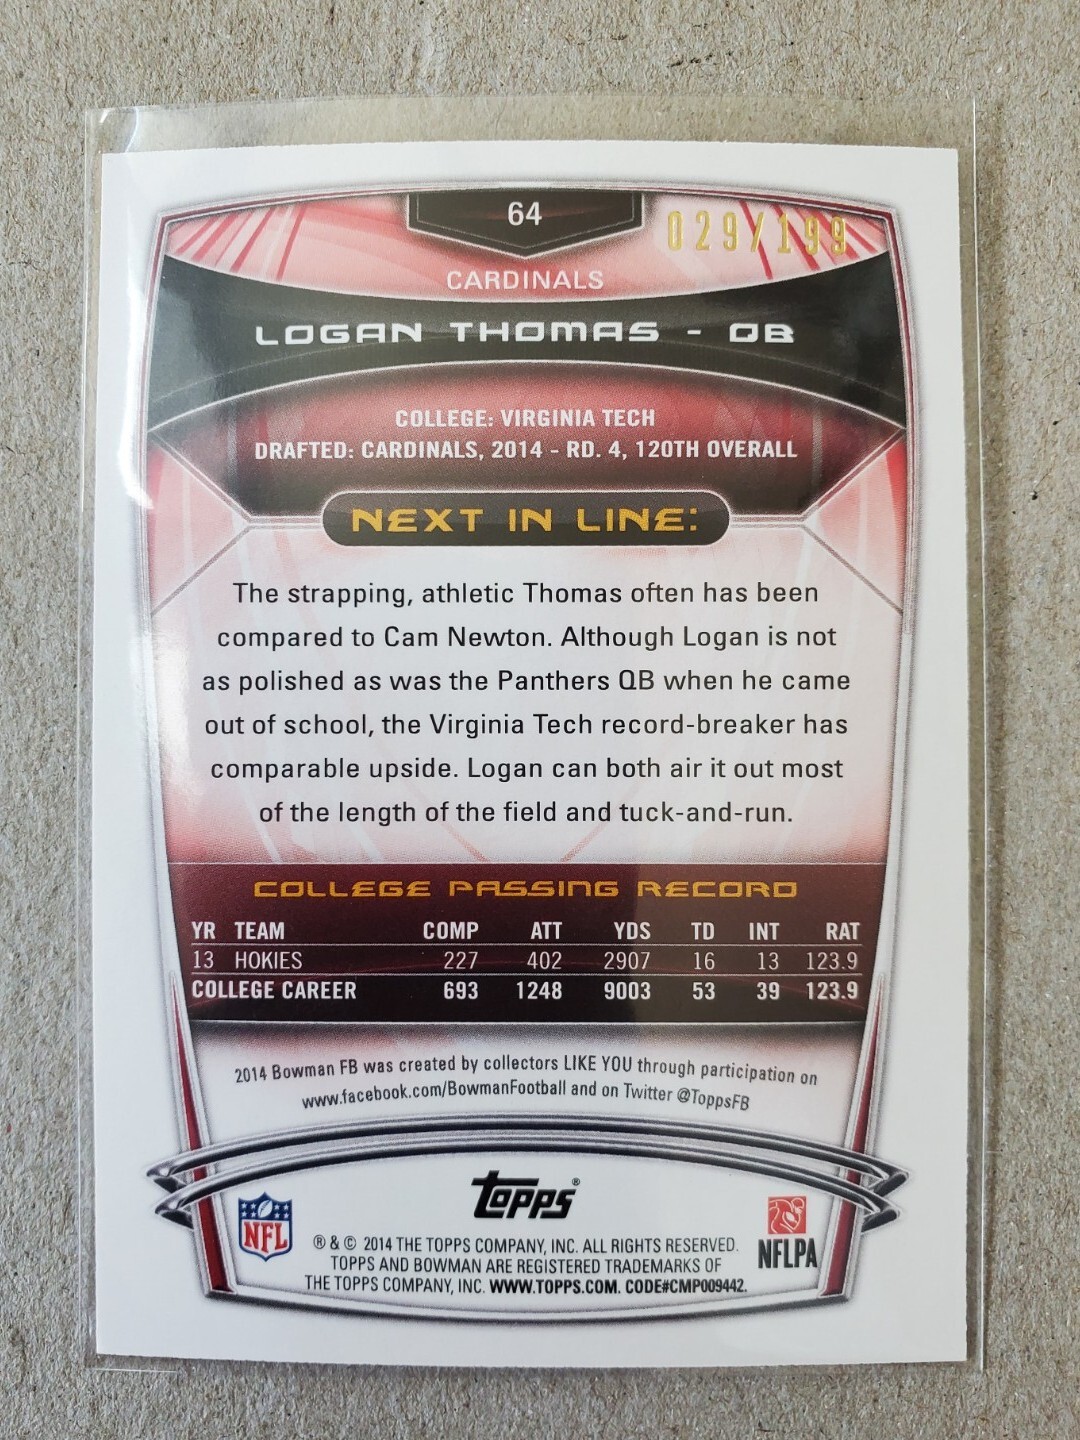 64
029/199
CARDINALS
LOGAN THOMAS - QB
COLLEGE: VIRGINIA TECH
DRAFTED: CARDINALS, 2014 - RD. 4, 120TH OVERALL
NEXT IN LINE:
The strapping, athletic Thomas often has been
compared to Cam Newton. Although Logan is not
as polished as was the Panthers QB when he came
out of school, the Virginia Tech record-breaker has
comparable upside. Logan can both air it out most
of the length of the field and tuck-and-run.
COLLEGE PASSING RECORD
YR TEAM COMP ATT YDS TD INT RAT
13 HOKIES 227 402 2907 16 13 123.9
COLLEGE CAREER 693 1248 9003 53 39 123.9
2014 Bowman FB was created by collectors LIKE YOU through participation on
www.facebook.com/BowmanFootball and on Twitter @ToppsFB
Topps®
NFL
NFLPA
® & © 2014 THE TOPPS COMPANY, INC. ALL RIGHTS RESERVED.
TOPPS AND BOWMAN ARE REGISTERED TRADEMARKS OF
THE TOPPS COMPANY, INC. WWW.TOPPS.COM. CODE#CMP009442.